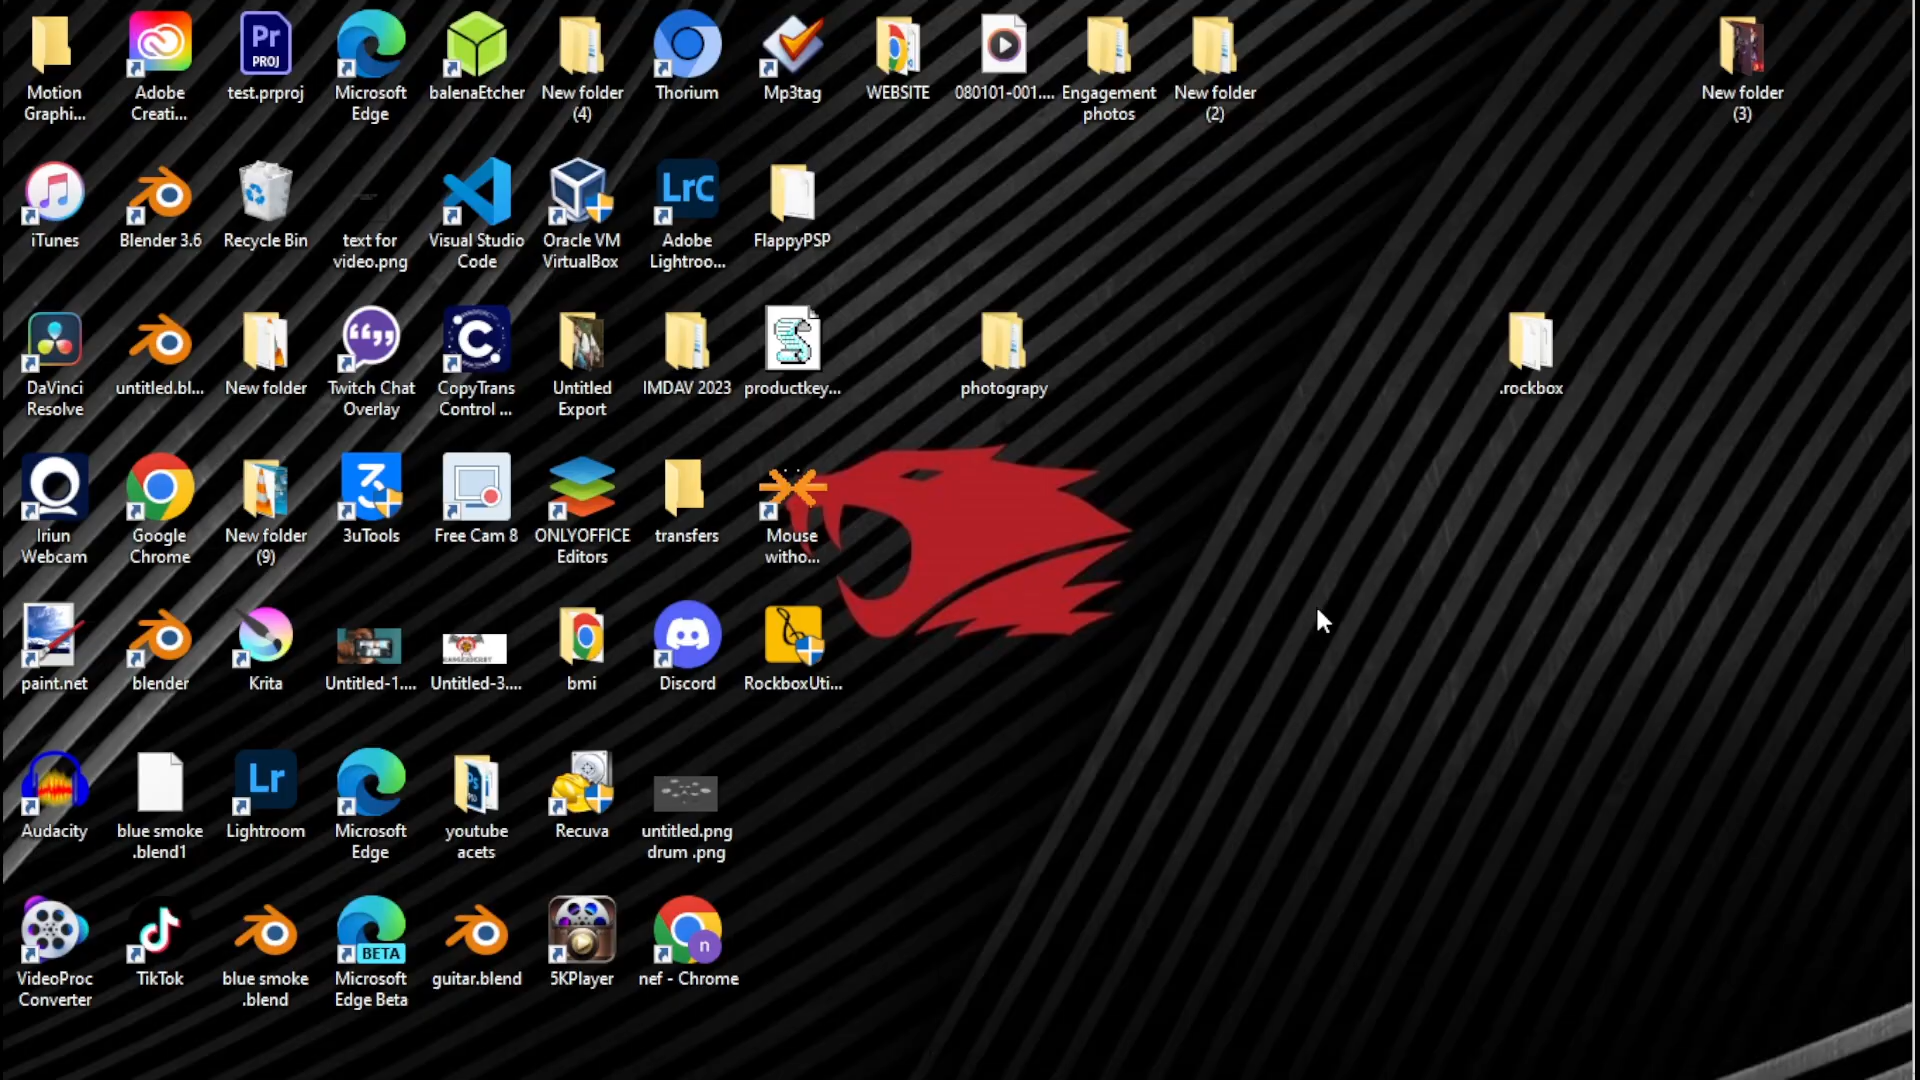 Motion
Graphi...
Adobe
Creati...
Pr
PROJ
test.prproj
Microsoft
Edge
balenaEtcher
New folder
(4)
Thorium
Mp3tag
WEBSITE
080101-001....
Engagement
photos
New folder
(2)
New folder
(3)
iTunes
Blender 3.6
Recycle Bin
text for
video.png
Visual Studio
Code
Oracle VM
VirtualBox
LrC
Adobe
Lightroo...
FlappyPSP
DaVinci
Resolve
untitled.bl...
New folder
Twitch Chat
Overlay
CopyTrans
Control ...
Untitled
Export
IMDAV 2023
productkey...
photograpy
.rockbox
Iriun
Webcam
Google
Chrome
New folder
(9)
3uTools
Free Cam 8
ONLYOFFICE
Editors
transfers
Mouse
witho...
paint.net
blender
Krita
Untitled-1....
Untitled-3....
bmi
Discord
RockboxUti...
Audacity
blue smoke
.blend1
Lr
Lightroom
Microsoft
Edge
youtube
acets
Recuva
untitled.png
drum .png
VideoProc
Converter
TikTok
blue smoke
.blend
BETA
Microsoft
Edge Beta
guitar.blend
5KPlayer
n
nef - Chrome